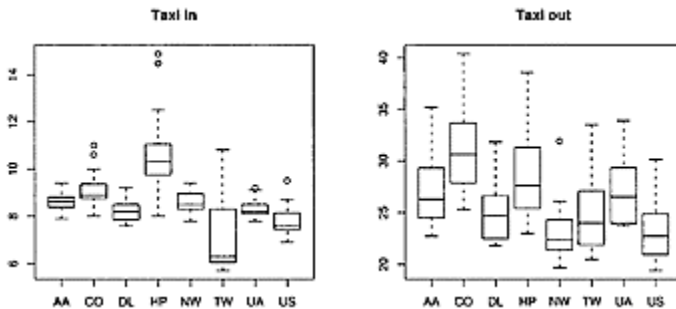 Taxi in
14
12
10
8
6
AA CO DL HP NW TW UA US
Taxi out
40
35
30
25
20
AA CO DL HP NW TW UA US